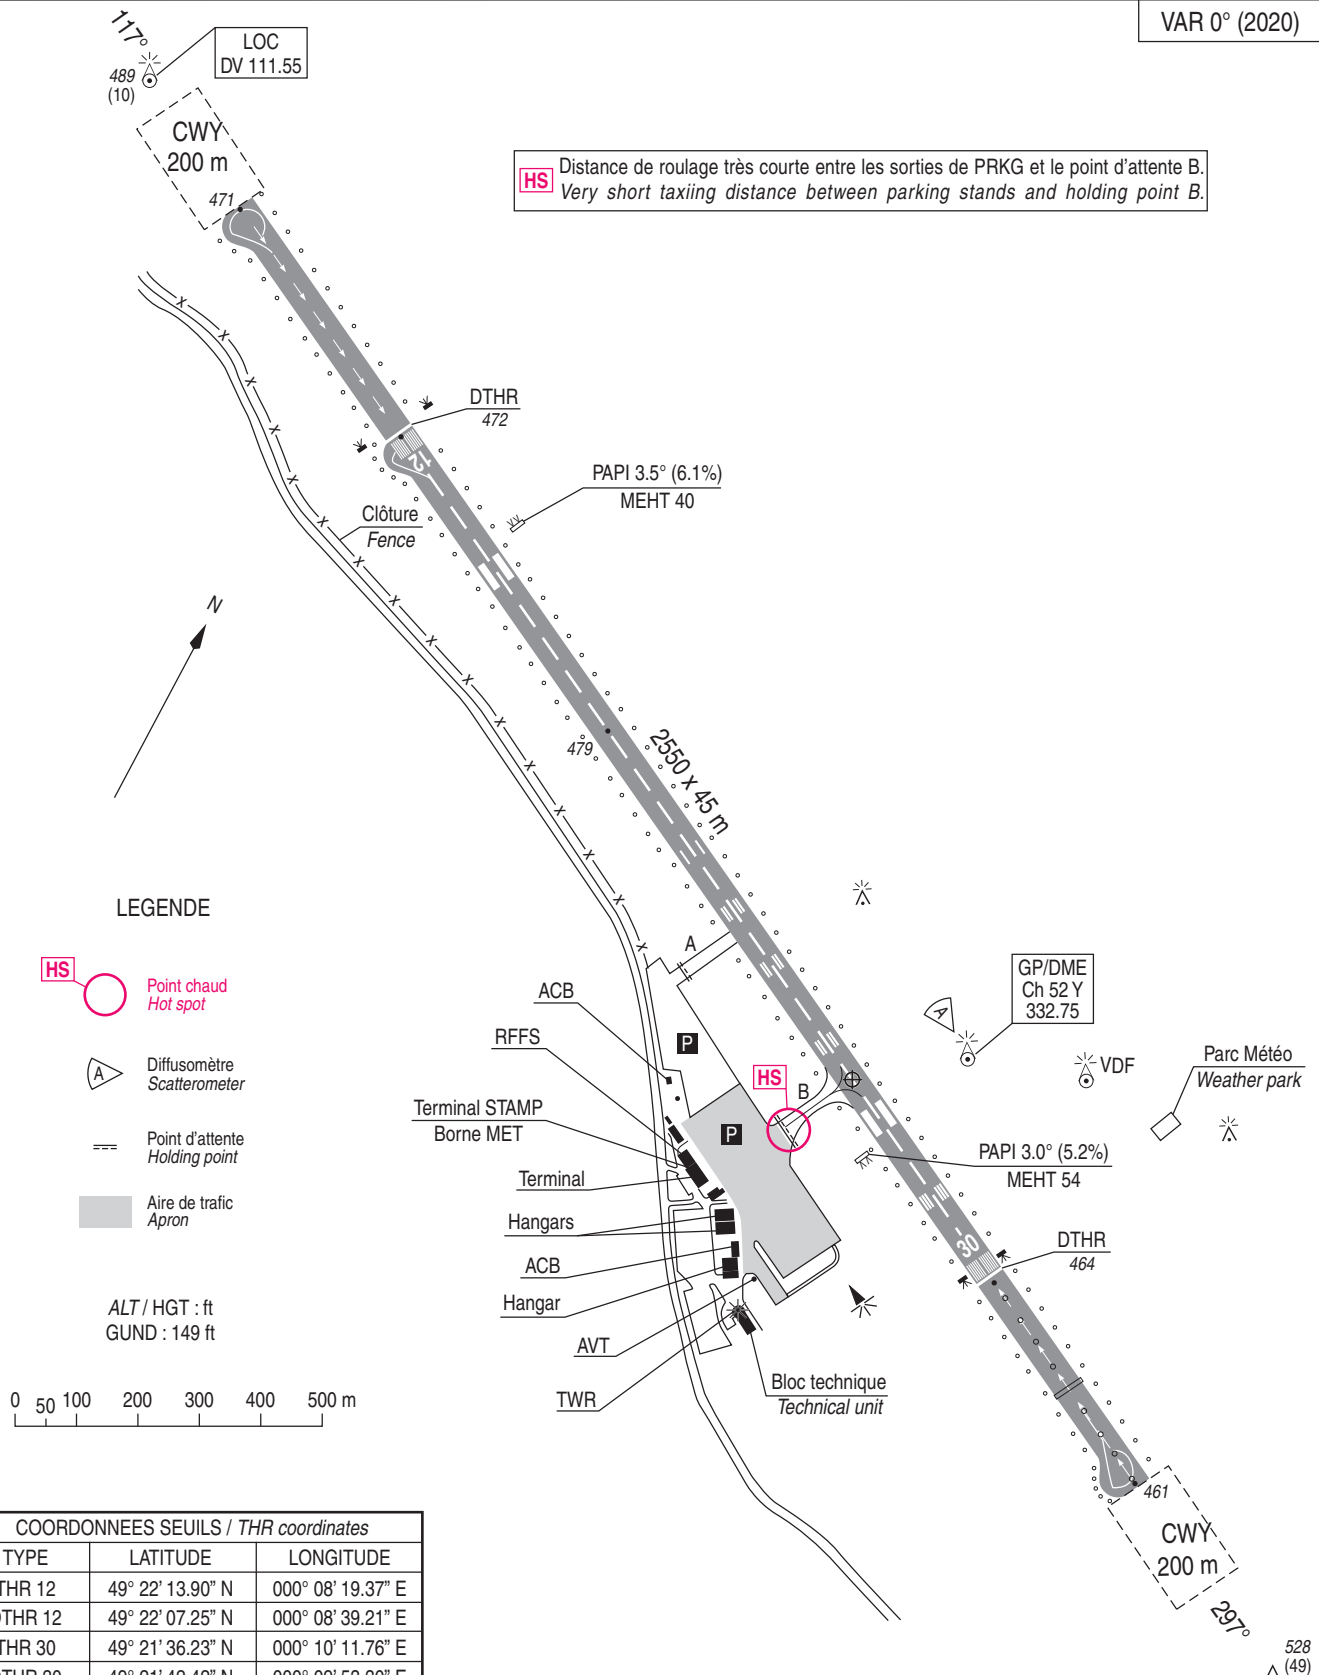 VAR 0° (2020)
117°
LOC
DV 111.55
489
(10)
CWY
200 m
471
HS
Distance de roulage très courte entre les sorties de PRKG et le point d'attente B.
Very short taxiing distance between parking stands and holding point B.
DTHR
472
12
PAPI 3.5° (6.1%)
MEHT 40
Clôture
Fence
N
479
2550 x 45 m
LEGENDE
HS
Point chaud
Hot spot
A
Diffusomètre
Scatterometer
Point d'attente
Holding point
Aire de trafic
Apron
ALT / HGT : ft
GUND : 149 ft
0 50 100 200 300 400 500 m
A
ACB
RFFS
P
HS
B
P
Terminal STAMP
Borne MET
Terminal
Hangars
ACB
Hangar
AVT
TWR
Bloc technique
Technical unit
A
GP/DME
Ch 52 Y
332.75
VDF
Parc Météo
Weather park
PAPI 3.0° (5.2%)
MEHT 54
30
DTHR
464
461
CWY
200 m
297°
528
(49)
COORDONNEES SEUILS / THR coordinates
TYPE LATITUDE LONGITUDE
THR 12 49° 22' 13.90" N 000° 08' 19.37" E
DTHR 12 49° 22' 07.25" N 000° 08' 39.21" E
THR 30 49° 21' 36.23" N 000° 10' 11.76" E